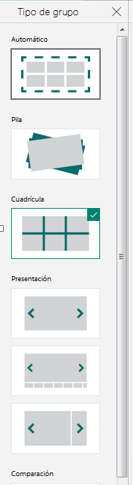 Tipo de grupo
Automático
Pila
Cuadrícula
Presentación
Comparación